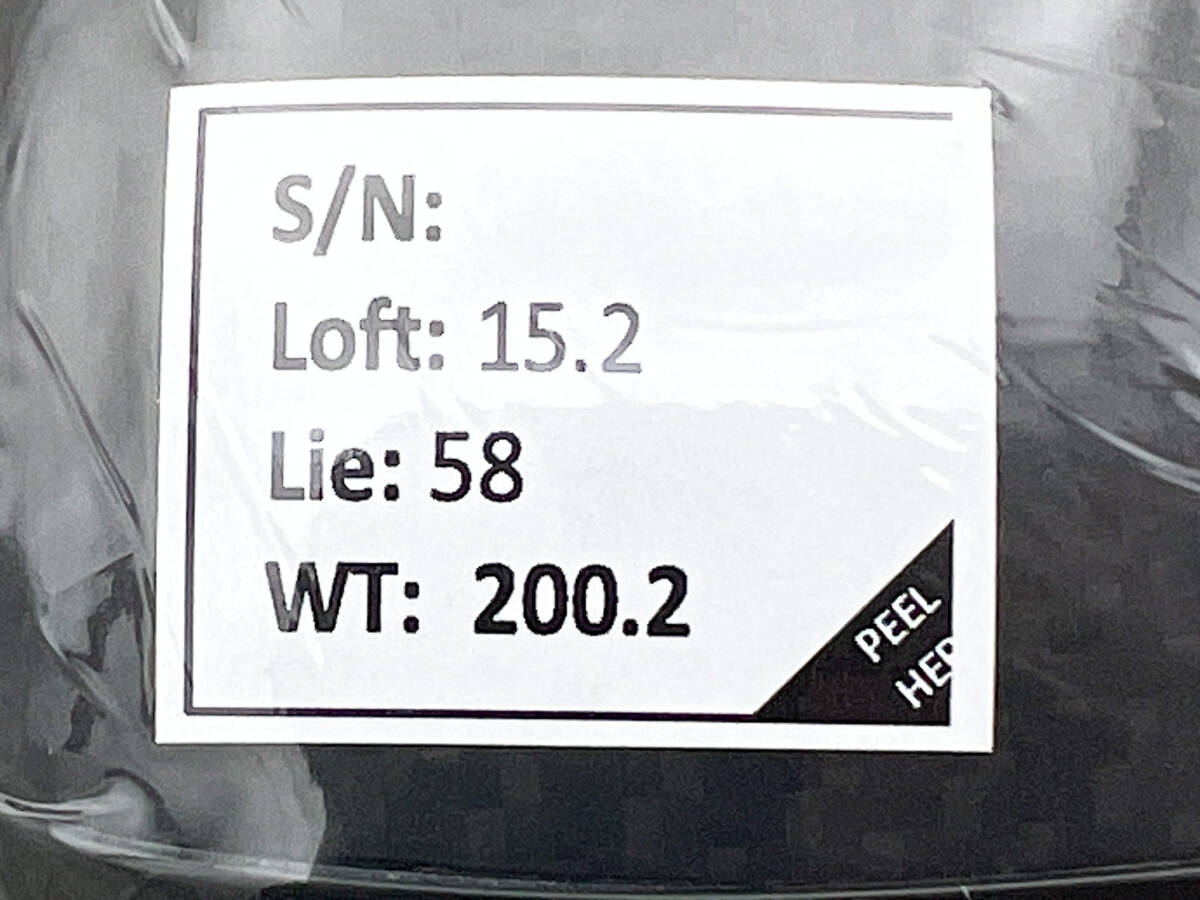 S/N:
Loft: 15.2
Lie: 58
WT: 200.2
PEEL